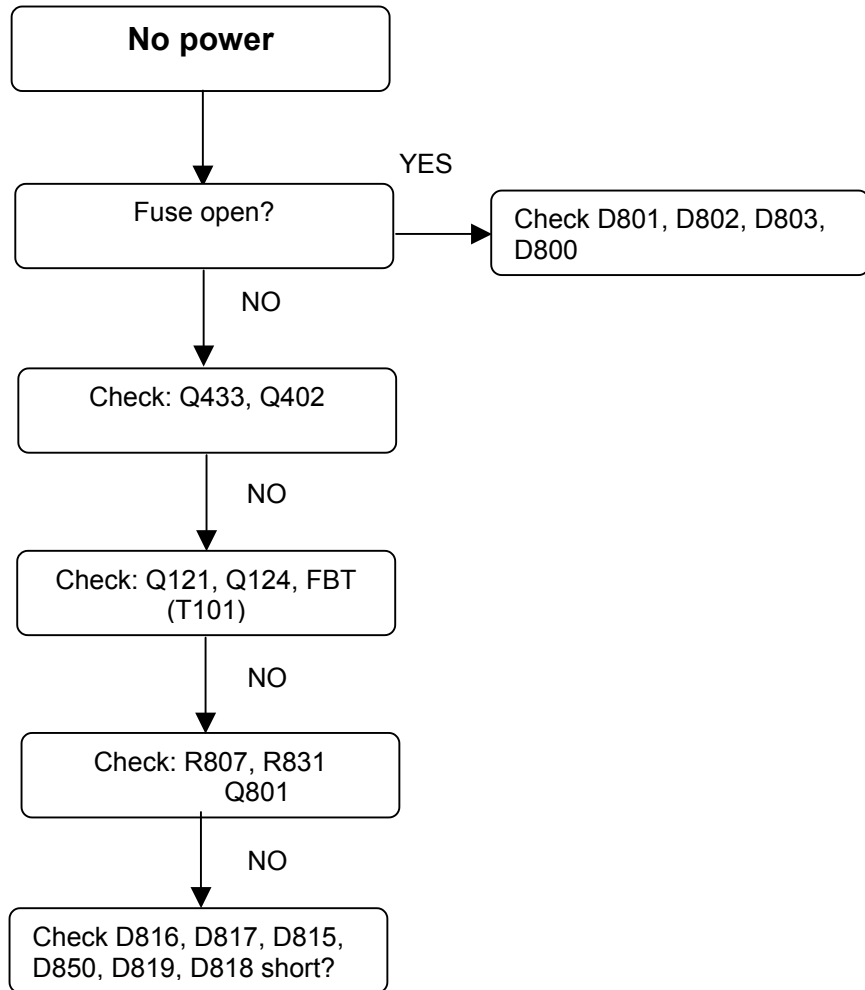 No power
YES
Fuse open?
Check D801, D802, D803,
D800
NO
Check: Q433, Q402
NO
Check: Q121, Q124, FBT
(T101)
NO
Check: R807, R831
Q801
NO
Check D816, D817, D815,
D850, D819, D818 short?